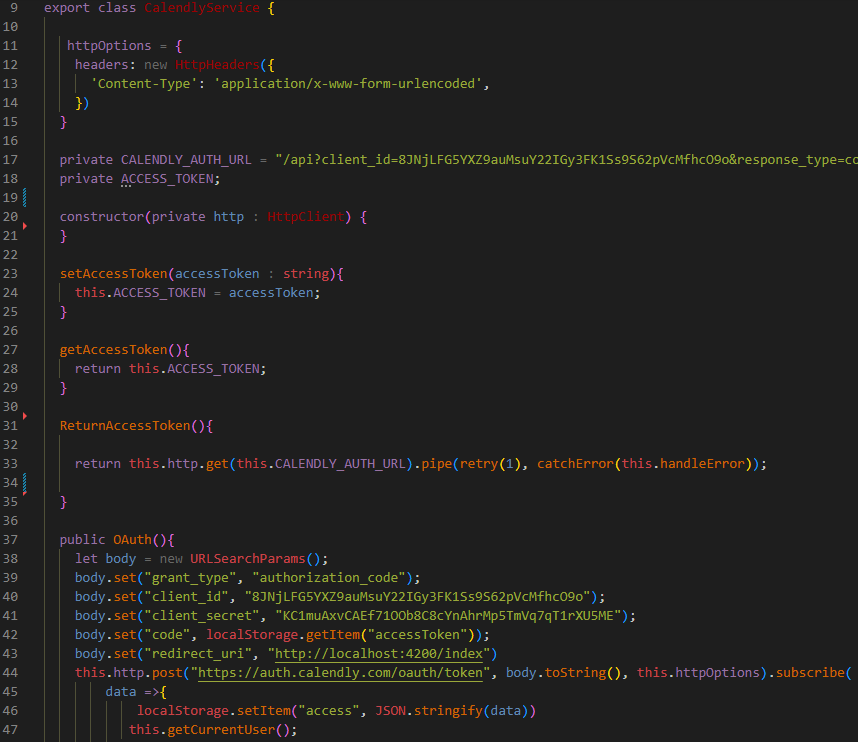 9 export class CalendlyService {
10
11 httpOptions = {
12 headers: new HttpHeaders({
13 'Content-Type': 'application/x-www-form-urlencoded',
14 })
15 }
16
17 private CALENDLY_AUTH_URL = "/api?client_id=8JNjLFG5YXZ9auMsuY22IGy3FK1Ss9S62pVcMfhcO9o&response_type=co
18 private ACCESS_TOKEN;
19
20 constructor(private http : HttpClient) {
21 }
22
23 setAccessToken(accessToken : string){
24 this.ACCESS_TOKEN = accessToken;
25 }
26
27 getAccessToken(){
28 return this.ACCESS_TOKEN;
29 }
30
31 ReturnAccessToken(){
32
33 return this.http.get(this.CALENDLY_AUTH_URL).pipe(retry(1), catchError(this.handleError));
34
35 }
36
37 public OAuth(){
38 let body = new URLSearchParams();
39 body.set("grant_type", "authorization_code");
40 body.set("client_id", "8JNjLFG5YXZ9auMsuY22IGy3FK1Ss9S62pVcMfhcO9o");
41 body.set("client_secret", "KC1muAxvCAEf71OOb8C8cYnAhrMp5TmVq7qT1rXU5ME");
42 body.set("code", localStorage.getItem("accessToken"));
43 body.set("redirect_uri", "http://localhost:4200/index")
44 this.http.post("https://auth.calendly.com/oauth/token", body.toString(), this.httpOptions).subscribe(
45 data =>{
46 localStorage.setItem("access", JSON.stringify(data))
47 this.getCurrentUser();